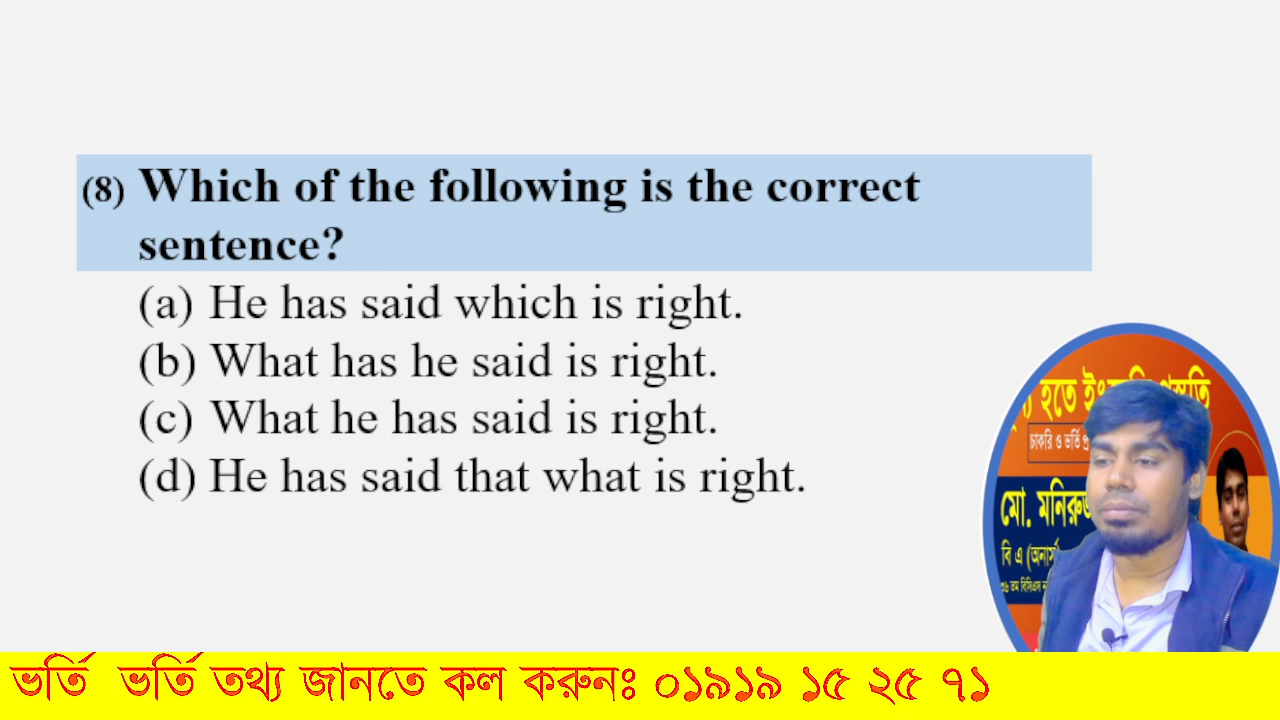 (8) Which of the following is the correct
sentence?
(a) He has said which is right.
(b) What has he said is right.
(c) What he has said is right.
(d) He has said that what is right.
হতে
চাকরি ও ভর্তি
মো.
বি এ (অনার্স)
ভর্তি ভর্তি তথ্য জানতে কল করুনঃ ০১৯১৯ ১৫ ২৫ ৭১